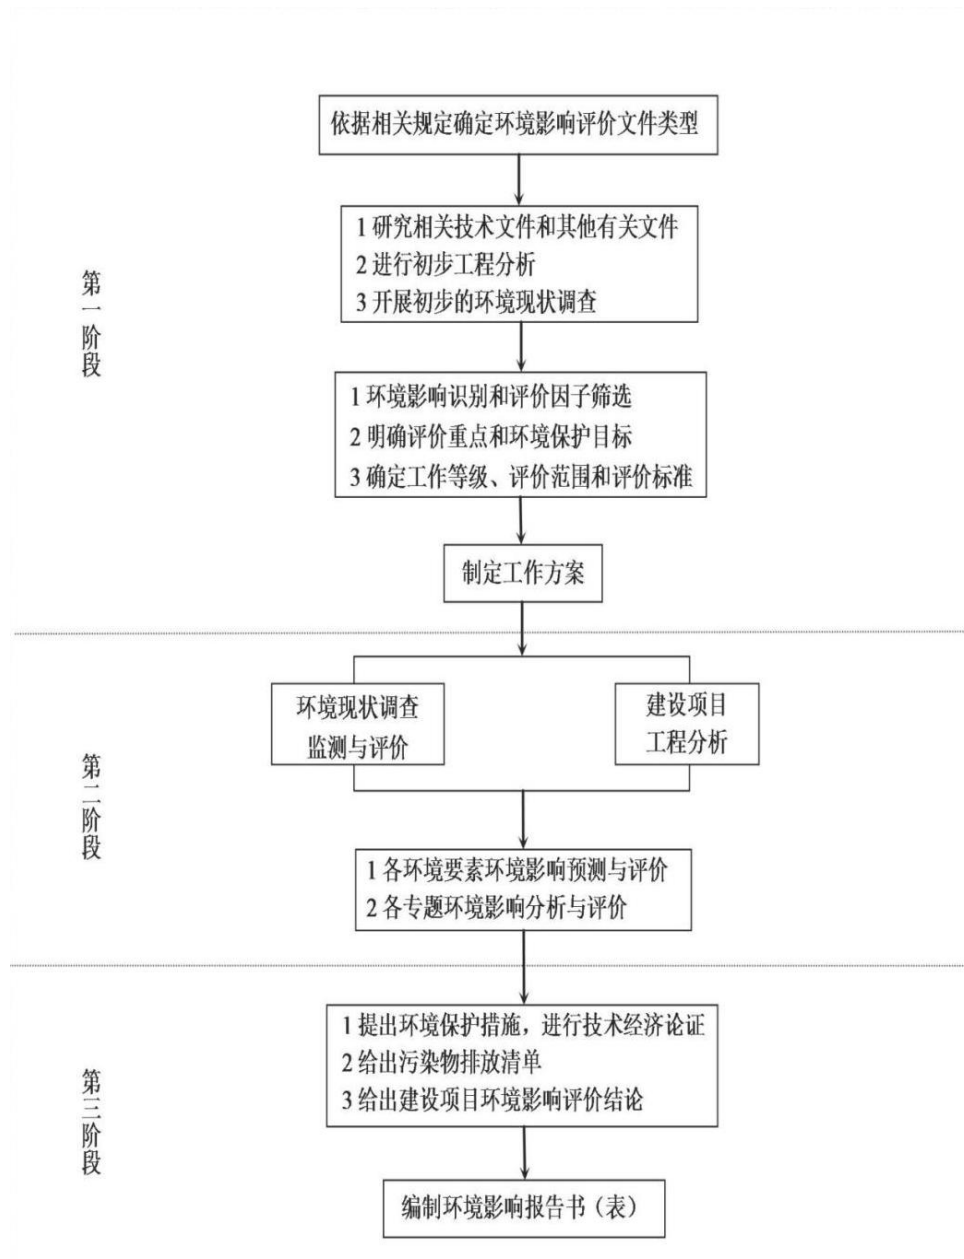 依据相关规定确定环境影响评价文件类型
第一阶段
1 研究相关技术文件和其他有关文件
2 进行初步工程分析
3 开展初步的环境现状调查
1 环境影响识别和评价因子筛选
2 明确评价重点和环境保护目标
3 确定工作等级、评价范围和评价标准
制定工作方案
第二阶段
环境现状调查
监测与评价
建设项目
工程分析
1 各环境要素环境影响预测与评价
2 各专题环境影响分析与评价
第三阶段
1 提出环境保护措施，进行技术经济论证
2 给出污染物排放清单
3 给出建设项目环境影响评价结论
编制环境影响报告书（表）